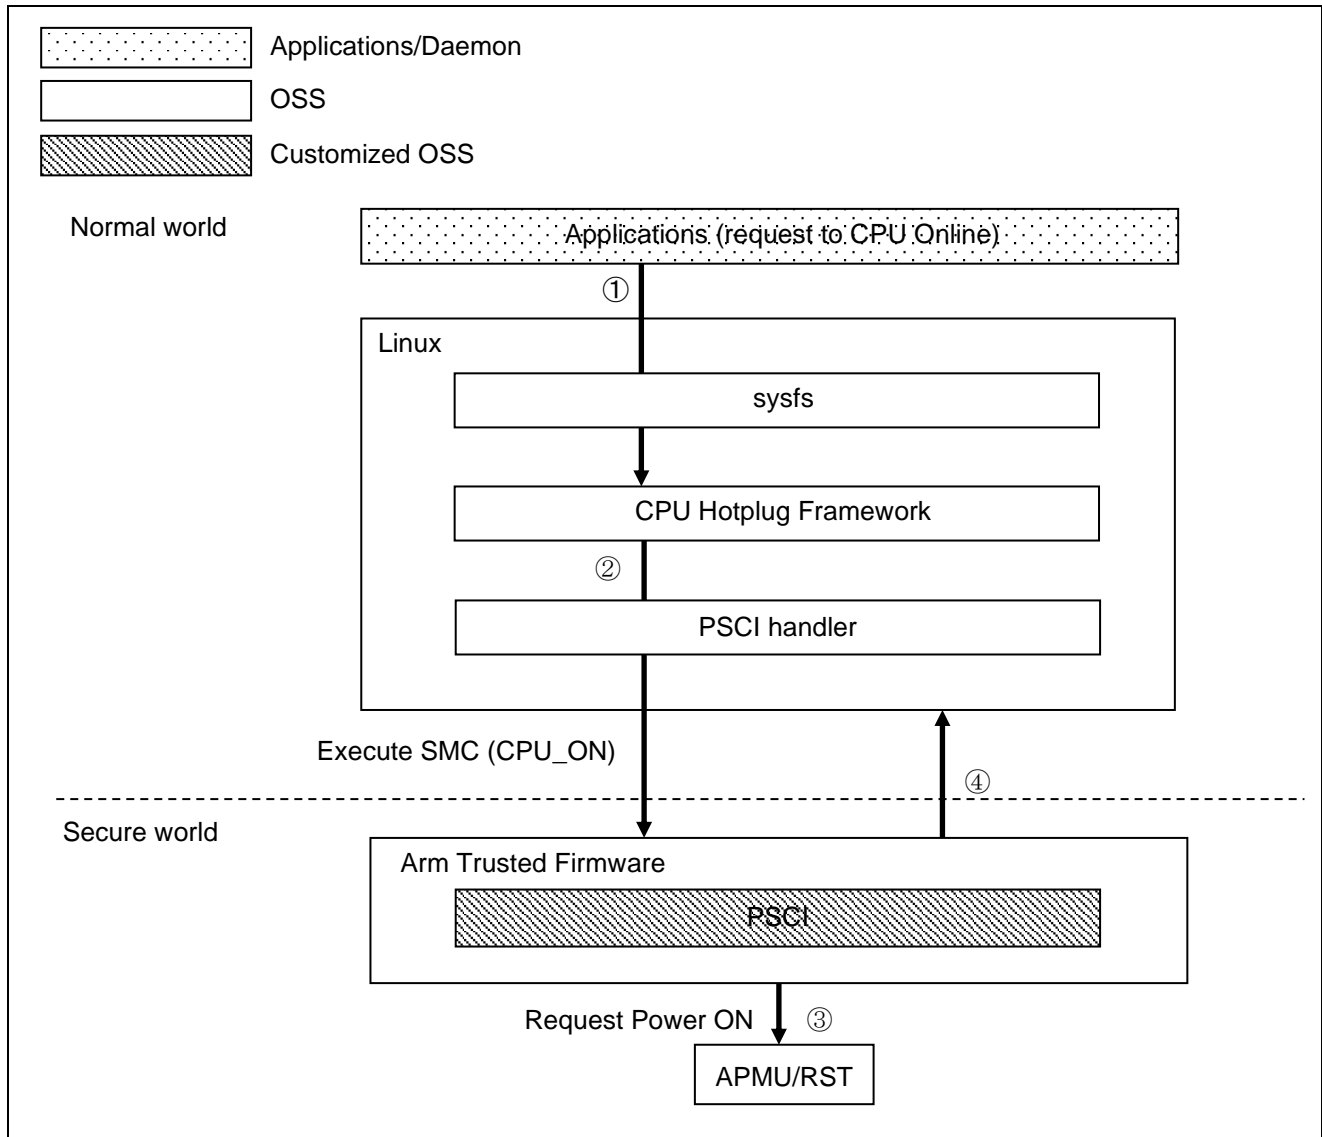 Applications/Daemon
OSS
Customized OSS
Normal world
Applications (request to CPU Online)
①
Linux
sysfs
CPU Hotplug Framework
②
PSCI handler
Execute SMC (CPU_ON)
④
Secure world
Arm Trusted Firmware
PSCI
Request Power ON ③
APMU/RST